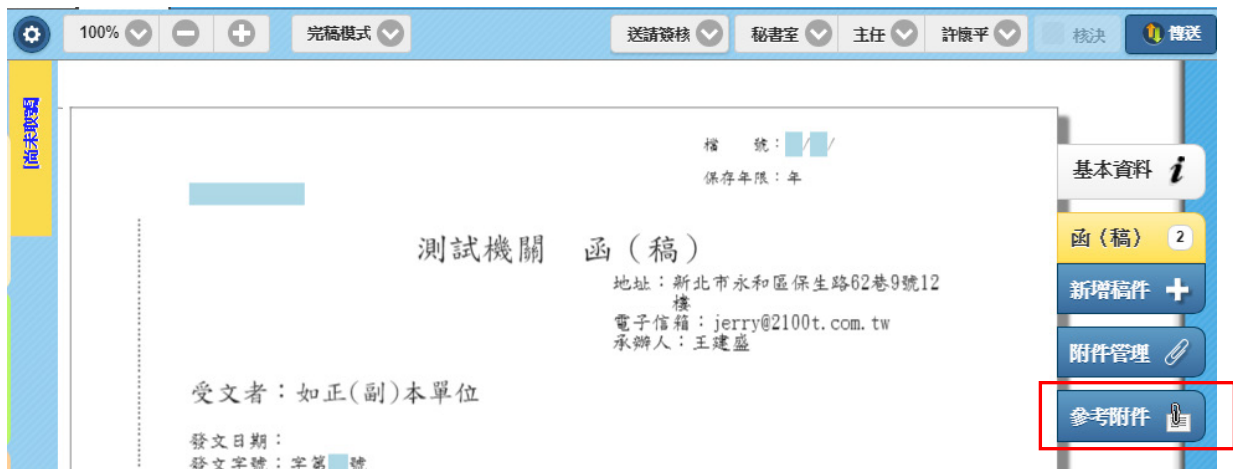 100% 完稿模式 送請簽核 秘書室 主任 許懷平 核決 傳送
[尚未取號]
檔 號： / /
保存年限：年
基本資料
測試機關 函（稿）
函（稿） 2
地址：新北市永和區保生路62巷9號12
樓
新增稿件
電子信箱：jerry@2100t.com.tw
承辦人：王建盛
附件管理
受文者：如正(副)本單位
參考附件
發文日期：
發文字號：字第 號